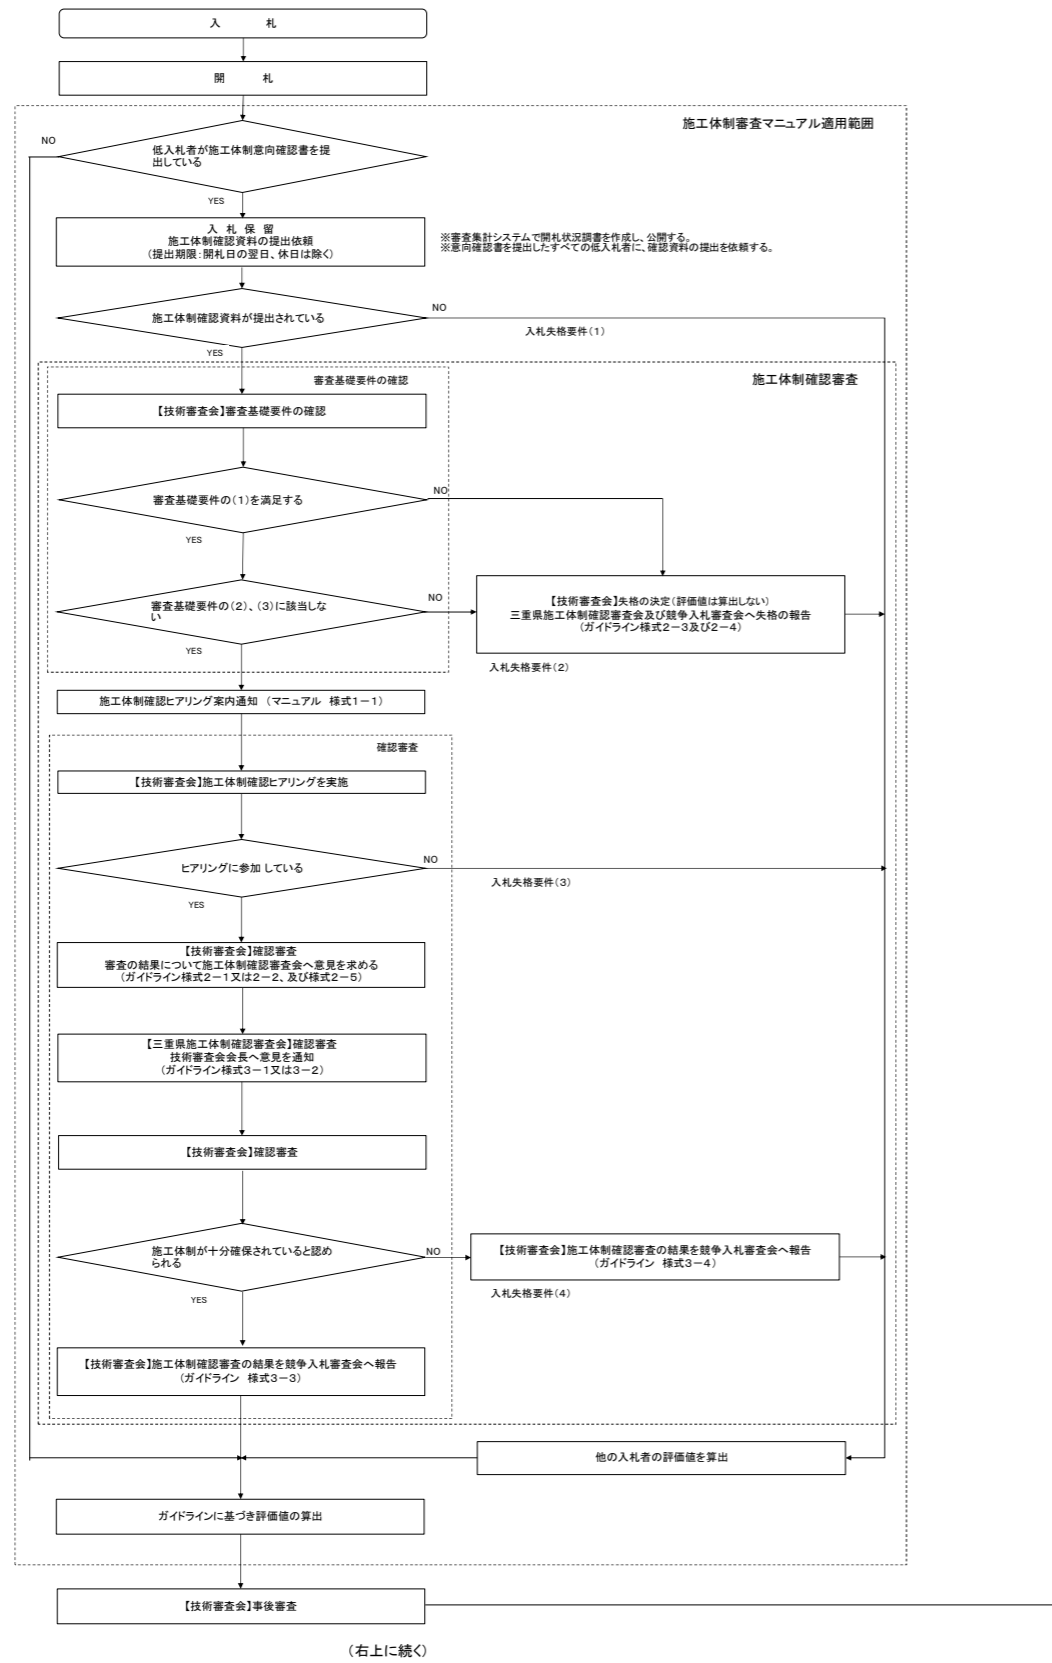 入　　　札
開　　　札
施工体制審査マニュアル適用範囲
NO
低入札者が施工体制意向確認書を提
出している
YES
入　札　保　留
施工体制確認資料の提出依頼
（提出期限：開札日の翌日、休日は除く）
※審査集計システムで開札状況調書を作成し、公開する。
※意向確認書を提出したすべての低入札者に、確認資料の提出を依頼する。
施工体制確認資料が提出されている
NO
入札失格要件（1）
YES
審査基礎要件の確認
施工体制確認審査
【技術審査会】審査基礎要件の確認
審査基礎要件の（1）を満足する
NO
YES
審査基礎要件の（2）、（3）に該当しな
い
NO
【技術審査会】失格の決定（評価値は算出しない）
三重県施工体制確認審査会及び競争入札審査会へ失格の報告
（ガイドライン様式2－3及び2－4）
YES
入札失格要件（2）
施工体制確認ヒアリング案内通知　（マニュアル　様式1－1）
確認審査
【技術審査会】施工体制確認ヒアリングを実施
ヒアリングに参加している
NO
入札失格要件（3）
YES
【技術審査会】確認審査
審査の結果について施工体制確認審査会へ意見を求める
（ガイドライン様式2－1又は2－2、及び様式2－5）
【三重県施工体制確認審査会】確認審査
技術審査会会長へ意見を通知
（ガイドライン様式3－1又は3－2）
【技術審査会】確認審査
施工体制が十分確保されていると認め
られる
NO
【技術審査会】施工体制確認審査の結果を競争入札審査会へ報告
（ガイドライン　様式3－4）
入札失格要件（4）
YES
【技術審査会】施工体制確認審査の結果を競争入札審査会へ報告
（ガイドライン　様式3－3）
他の入札者の評価値を算出
ガイドラインに基づき評価値の算出
【技術審査会】事後審査
（右上に続く）